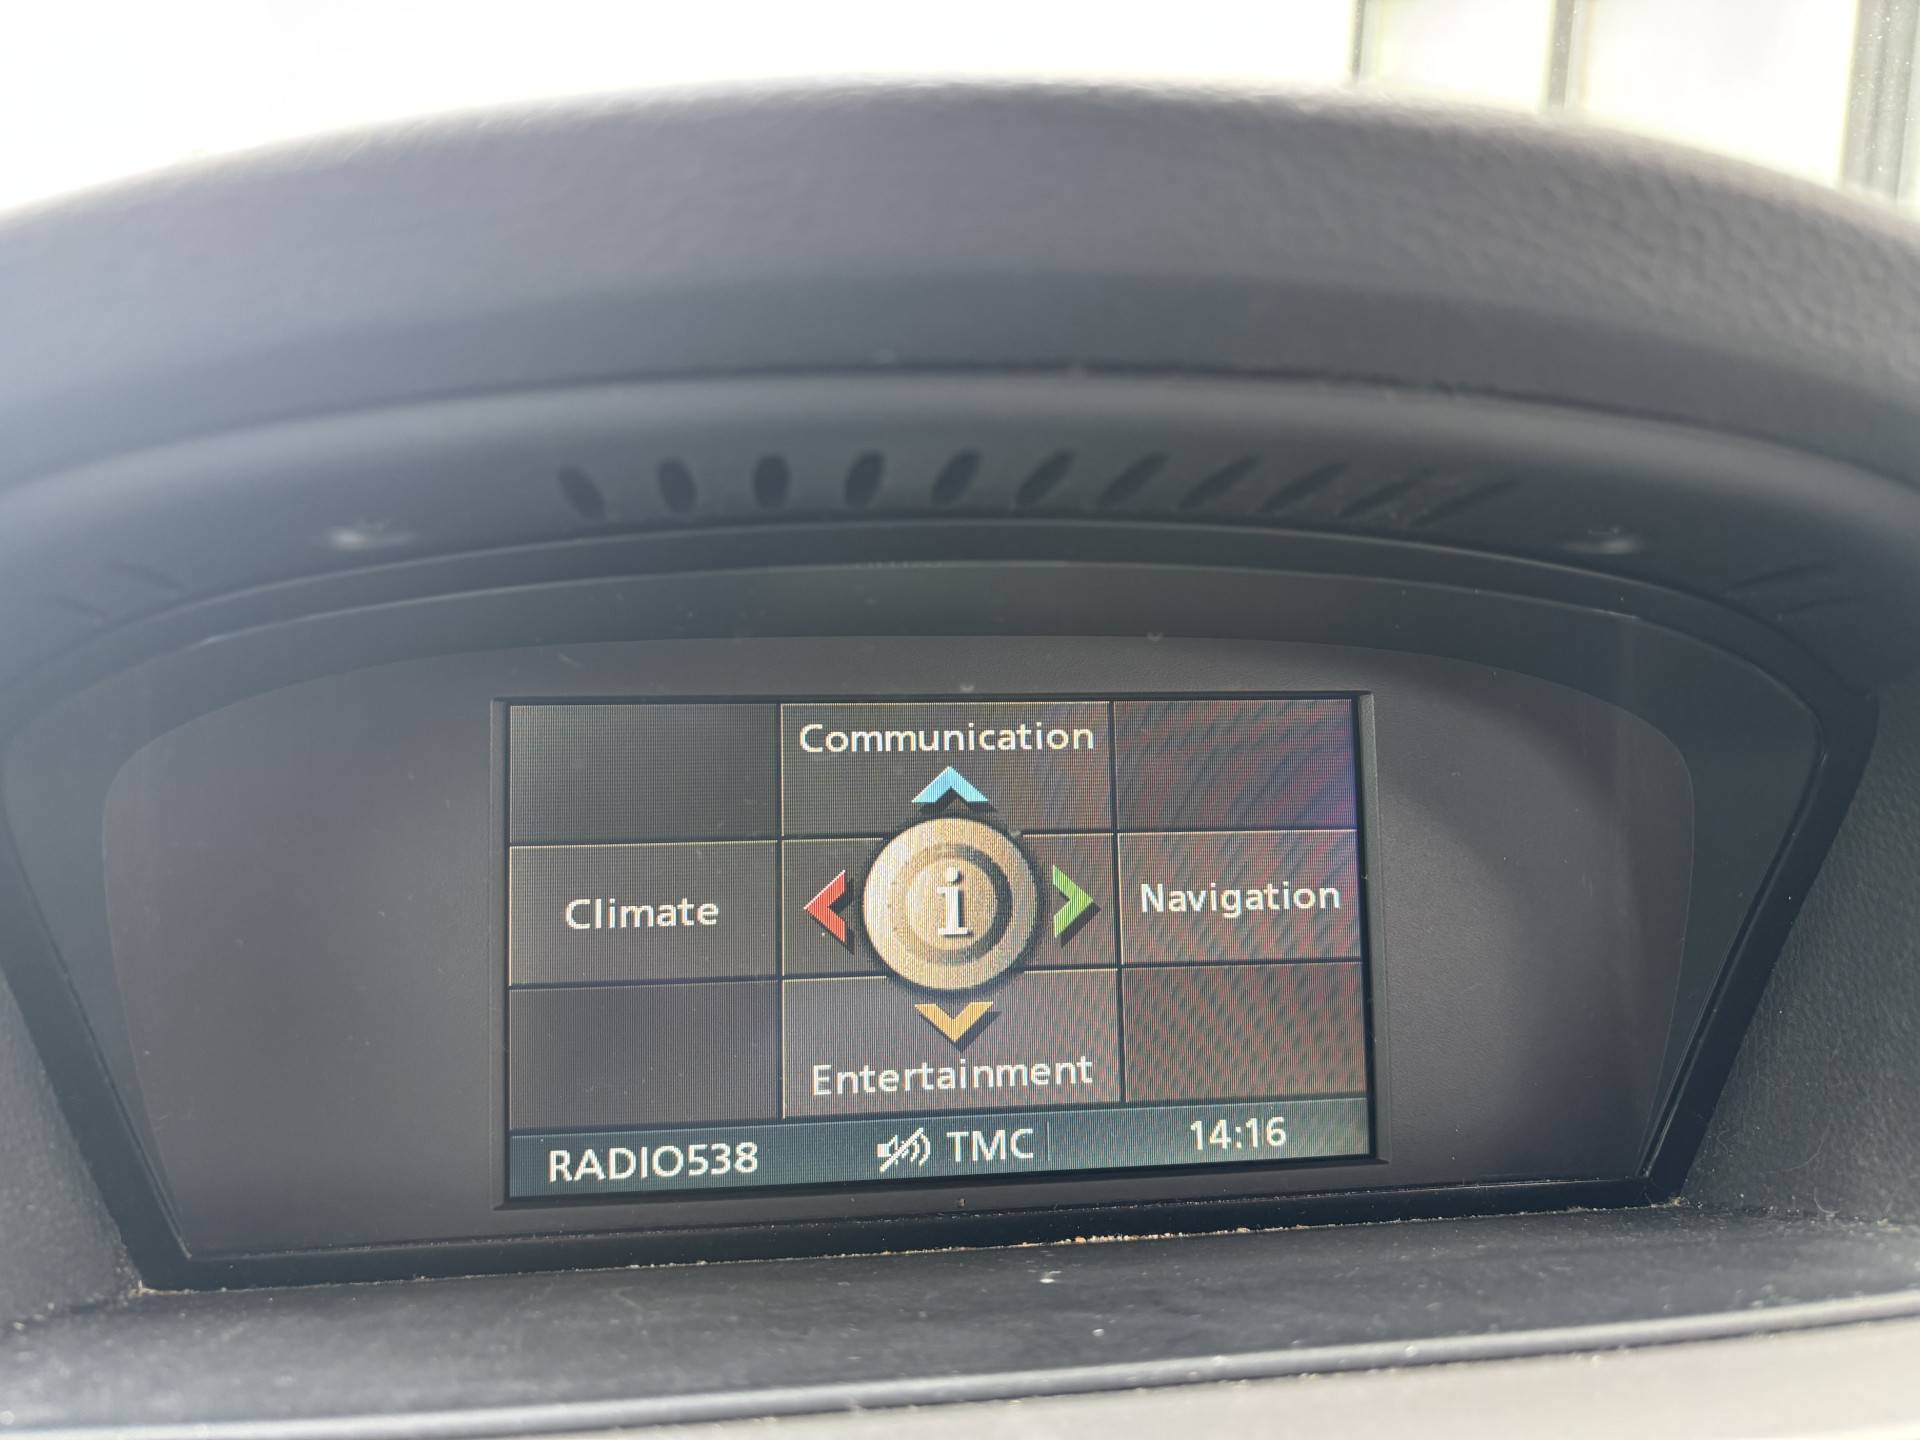 Communication
Climate
i
Navigation
Entertainment
RADIO538 TMC 14:16